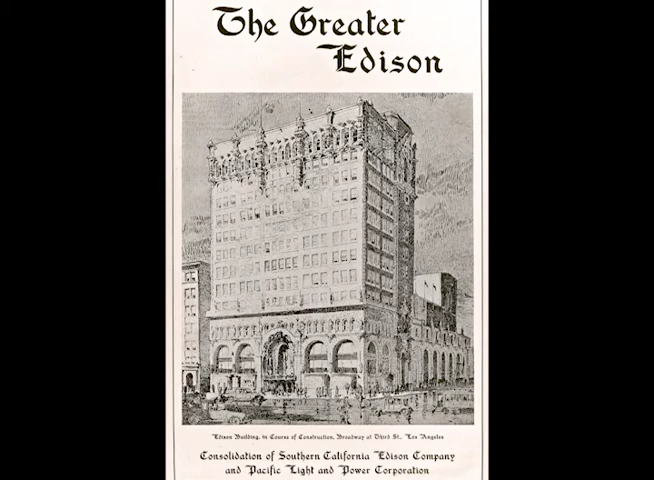 The Greater
Edison
Edison Building, in Course of Construction, Broadway at Third St., Los Angeles
Consolidation of Southern California Edison Company
and Pacific Light and Power Corporation